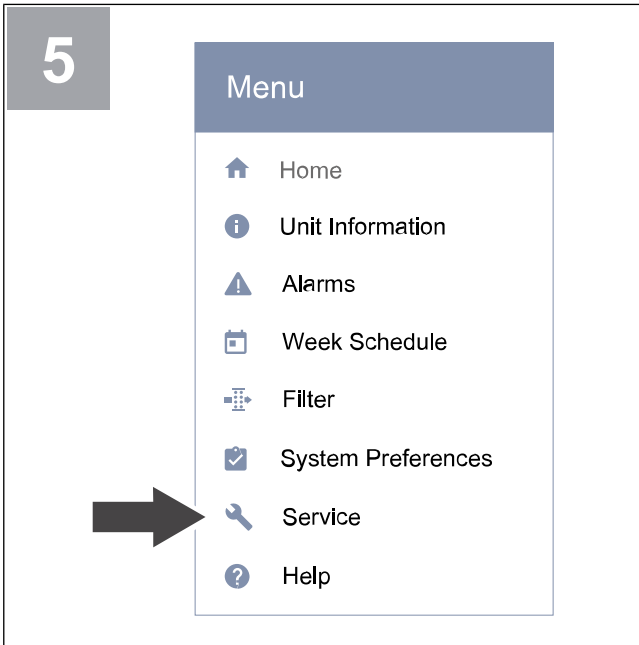 5
Menu
Home
Unit Information
Alarms
Week Schedule
Filter
System Preferences
Service
Help